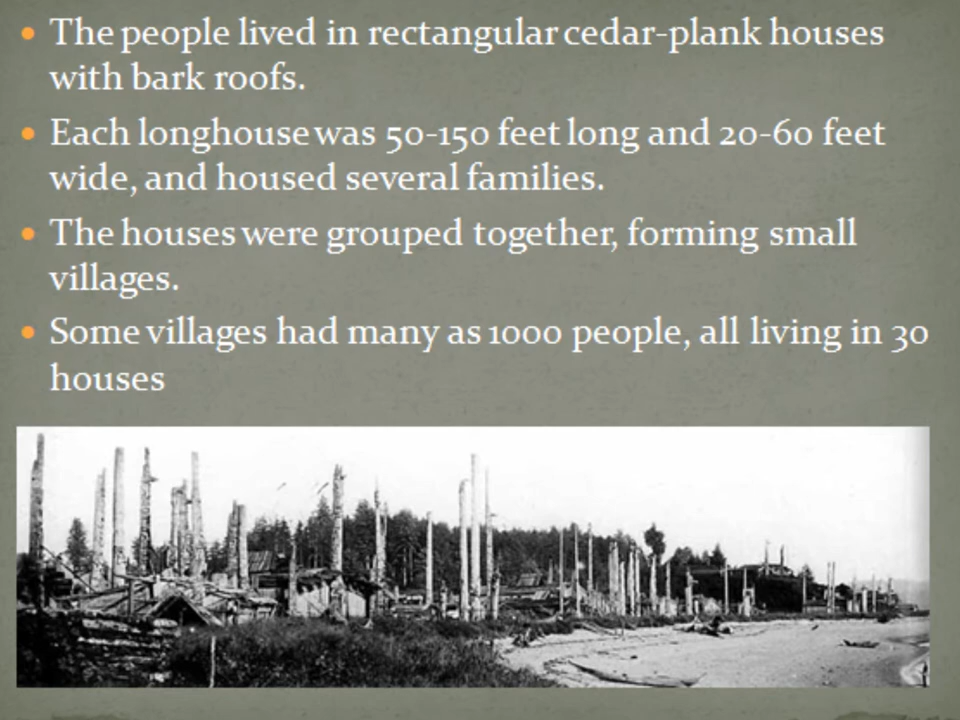 The people lived in rectangular cedar-plank houses
with bark roofs.
Each longhouse was 50-150 feet long and 20-60 feet
wide, and housed several families.
The houses were grouped together, forming small
villages.
Some villages had many as 1000 people, all living in 30
houses